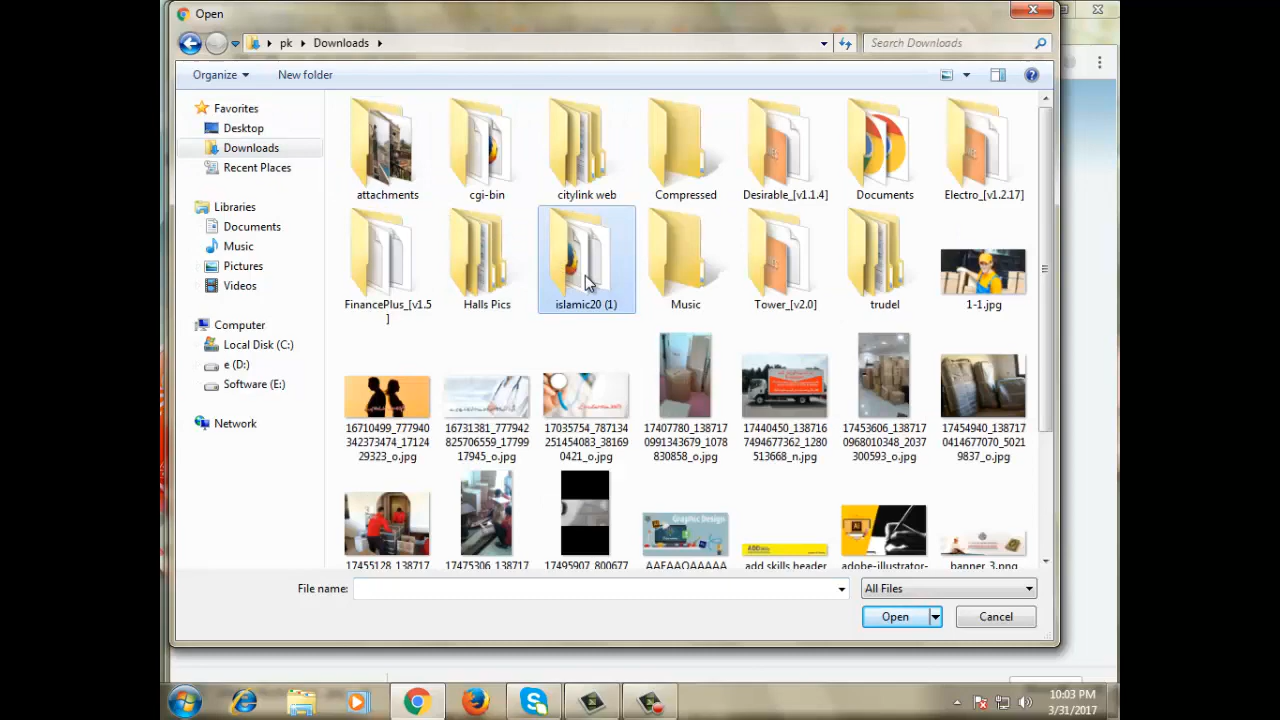 Open
pk Downloads
Search Downloads
Organize
New folder
Favorites
Desktop
Downloads
Recent Places
Libraries
Documents
Music
Pictures
Videos
Computer
Local Disk (C:)
e (D:)
Software (E:)
Network
attachments
cgi-bin
citylink web
Compressed
Desirable_[v1.1.4]
Documents
Electro_[v1.2.17]
FinancePlus_[v1.5
]
Halls Pics
islamic20 (1)
Music
Tower_[v2.0]
trudel
1-1.jpg
16710499_777940
342373474_17124
29323_o.jpg
16731381_777942
825706559_17799
17945_o.jpg
17035754_787134
251454083_38169
0421_o.jpg
17407780_138717
0991343679_1078
830858_o.jpg
17440450_138716
7494677362_1280
513668_n.jpg
17453606_138717
0968010348_2037
300593_o.jpg
17454940_138717
0414677070_5021
9837_o.jpg
17455128_138717
17475306_138717
17495907_800677
Graphic Design
AAEAAQAAAAA
ADD
add skills header
Ai
adobe-illustrator-
banner_3.png
File name:
All Files
Open
Cancel
10:03 PM
3/31/2017